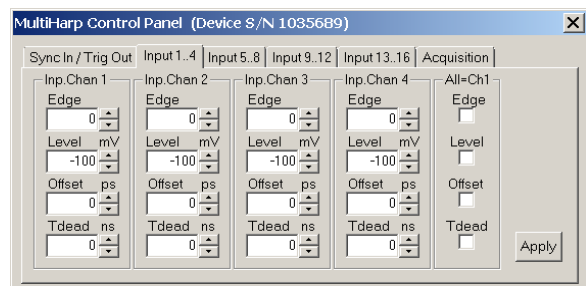 MultiHarp Control Panel (Device S/N 1035689)
Sync In / Trig Out Input 1..4 Input 5..8 Input 9..12 Input 13..16 Acquisition
Inp.Chan 1 Inp.Chan 2 Inp.Chan 3 Inp.Chan 4 All=Ch1
Edge Edge Edge Edge Edge
0 0 0 0
Level mV Level mV Level mV Level mV Level
-100 -100 -100 -100
Offset ps Offset ps Offset ps Offset ps Offset
0 0 0 0
Tdead ns Tdead ns Tdead ns Tdead ns Tdead
0 0 0 0
Apply